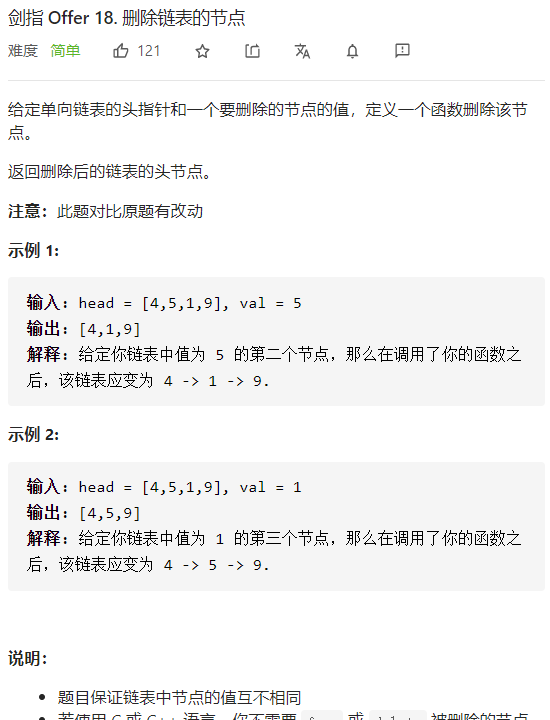 剑指 Offer 18. 删除链表的节点
难度 简单 121
给定单向链表的头指针和一个要删除的节点的值，定义一个函数删除该节
点。
返回删除后的链表的头节点。
注意：此题对比原题有改动
示例 1:
输入：head = [4,5,1,9], val = 5
输出：[4,1,9]
解释：给定你链表中值为 5 的第二个节点，那么在调用了你的函数之
后，该链表应变为 4 -> 1 -> 9.
示例 2:
输入：head = [4,5,1,9], val = 1
输出：[4,5,9]
解释：给定你链表中值为 1 的第三个节点，那么在调用了你的函数之
后，该链表应变为 4 -> 5 -> 9.
说明：
• 题目保证链表中节点的值互不相同
• 若使用 C 或 C++ 语言，你不需要 或 被删除的节点